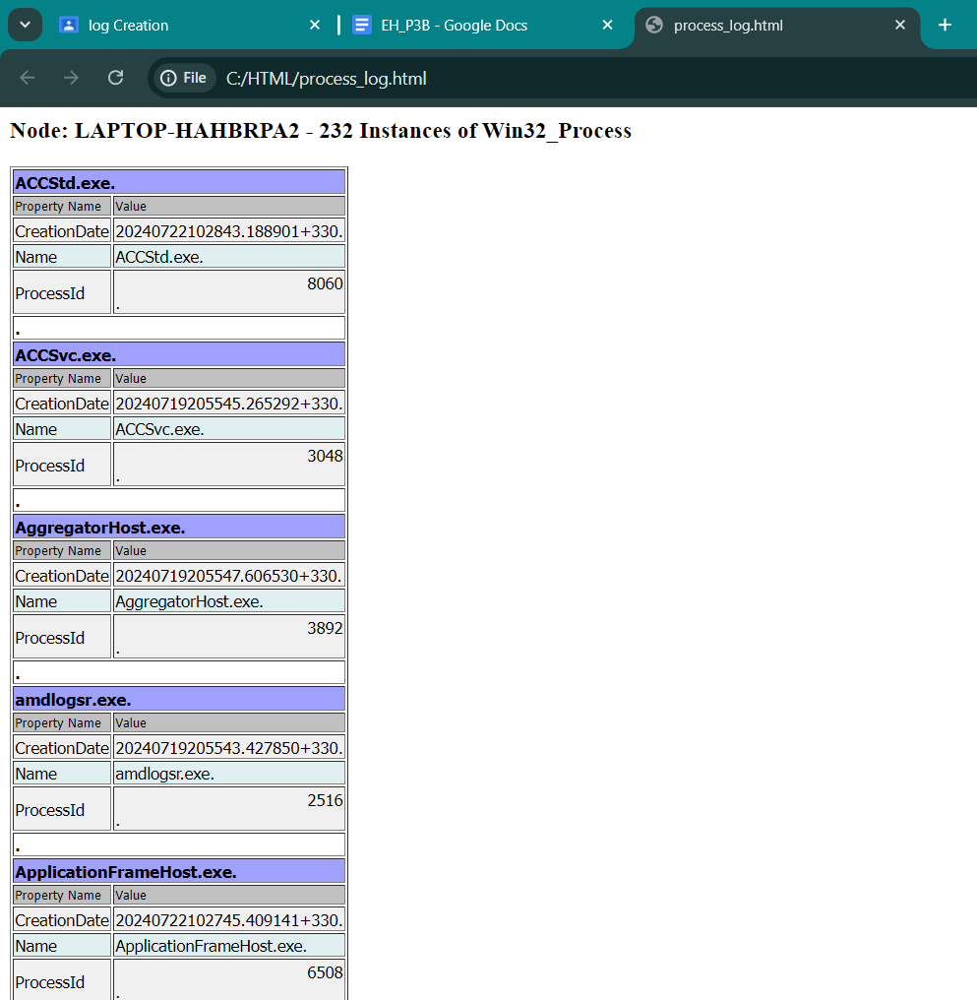 log Creation
EH_P3B - Google Docs
process_log.html
File
C:/HTML/process_log.html
Node: LAPTOP-HAHBRPA2 - 232 Instances of Win32_Process
ACCStd.exe.
Property Name Value
CreationDate 20240722102843.188901+330.
Name ACCStd.exe.
ProcessId 8060
.
.
ACCSvc.exe.
Property Name Value
CreationDate 20240719205545.265292+330.
Name ACCSvc.exe.
ProcessId 3048
.
.
AggregatorHost.exe.
Property Name Value
CreationDate 20240719205547.606530+330.
Name AggregatorHost.exe.
ProcessId 3892
.
.
amdlogsr.exe.
Property Name Value
CreationDate 20240719205543.427850+330.
Name amdlogsr.exe.
ProcessId 2516
.
.
ApplicationFrameHost.exe.
Property Name Value
CreationDate 20240722102745.409141+330.
Name ApplicationFrameHost.exe.
ProcessId 6508
.